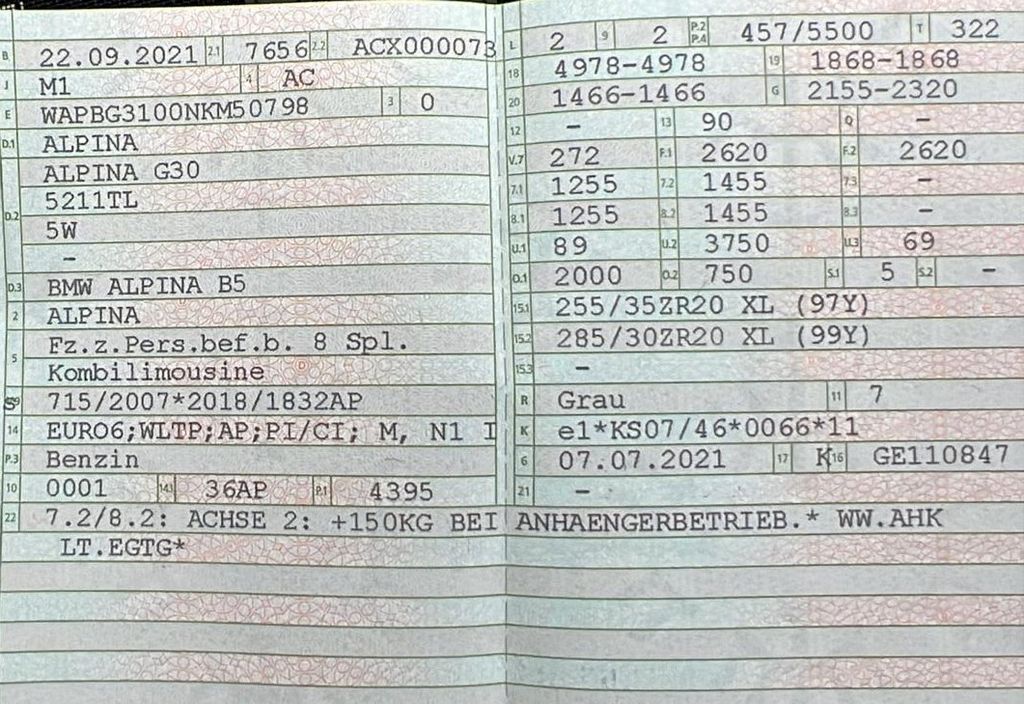 B 22.09.2021 2.1 7656 2.2 ACX000073
J M1 4 AC
E WAPBG3100NKM50798 3 0
D.1 ALPINA
ALPINA G30
D.2 5211TL
5W
–
D.3 BMW ALPINA B5
2 ALPINA
5 Fz.z.Pers.bef.b. 8 Spl.
Kombilimousine
715/2007*2018/1832AP
14 EURO6;WLTP;AP;PI/CI; M, N1 I
P.3 Benzin
10 0001 14.1 36AP P.1 4395
L 2 9 2 P.2 P.4 457/5500 T 322
18 4978–4978 19 1868–1868
20 1466–1466 G 2155–2320
12 – 13 90 Q –
V.7 272 F.1 2620 F.2 2620
7.1 1255 7.2 1455 7.3 –
8.1 1255 8.2 1455 8.3 –
U.1 89 U.2 3750 U.3 69
O.1 2000 O.2 750 S.1 5 S.2 –
15.1 255/35ZR20 XL (97Y)
15.2 285/30ZR20 XL (99Y)
15.3 –
R Grau 11 7
K e1*KS07/46*0066*11
6 07.07.2021 17 K 16 GE110847
21 –
22 7.2/8.2: ACHSE 2: +150KG BEI ANHAENGERBETRIEB.* WW.AHK
LT.EGTG*